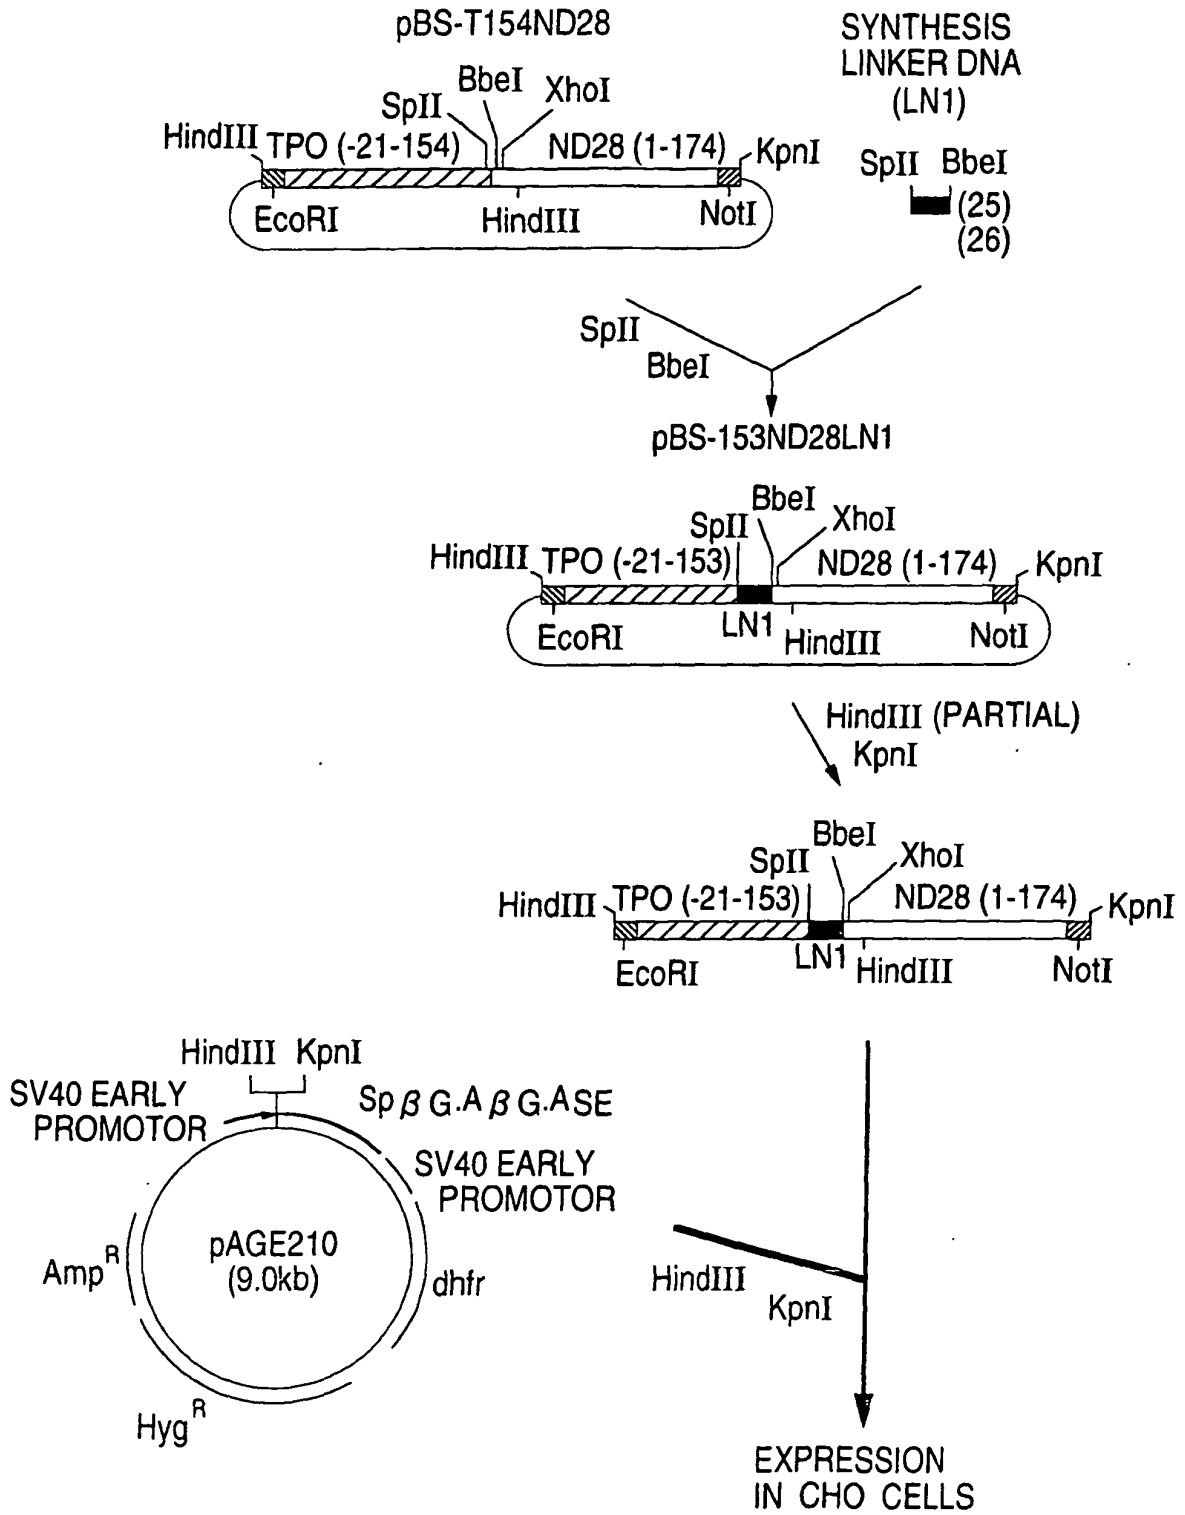 pBS-T154ND28
SYNTHESIS
LINKER DNA
(LN1)
BbeI
XhoI
SpII
HindIII TPO (-21-154)
ND28 (1-174)
KpnI
EcoRI
HindIII
NotI
SpII BbeI
(25)
(26)
SpII
BbeI
pBS-153ND28LN1
BbeI
SpII
XhoI
HindIII TPO (-21-153)
ND28 (1-174)
KpnI
EcoRI
LN1
HindIII
NotI
HindIII (PARTIAL)
KpnI
BbeI
SpII
XhoI
HindIII TPO (-21-153)
ND28 (1-174)
KpnI
EcoRI
LN1
HindIII
NotI
HindIII KpnI
SV40 EARLY
PROMOTOR
Sp β G.A β G.ASE
SV40 EARLY
PROMOTOR
pAGE210
(9.0kb)
Amp^R
dhfr
Hyg^R
HindIII
KpnI
EXPRESSION
IN CHO CELLS